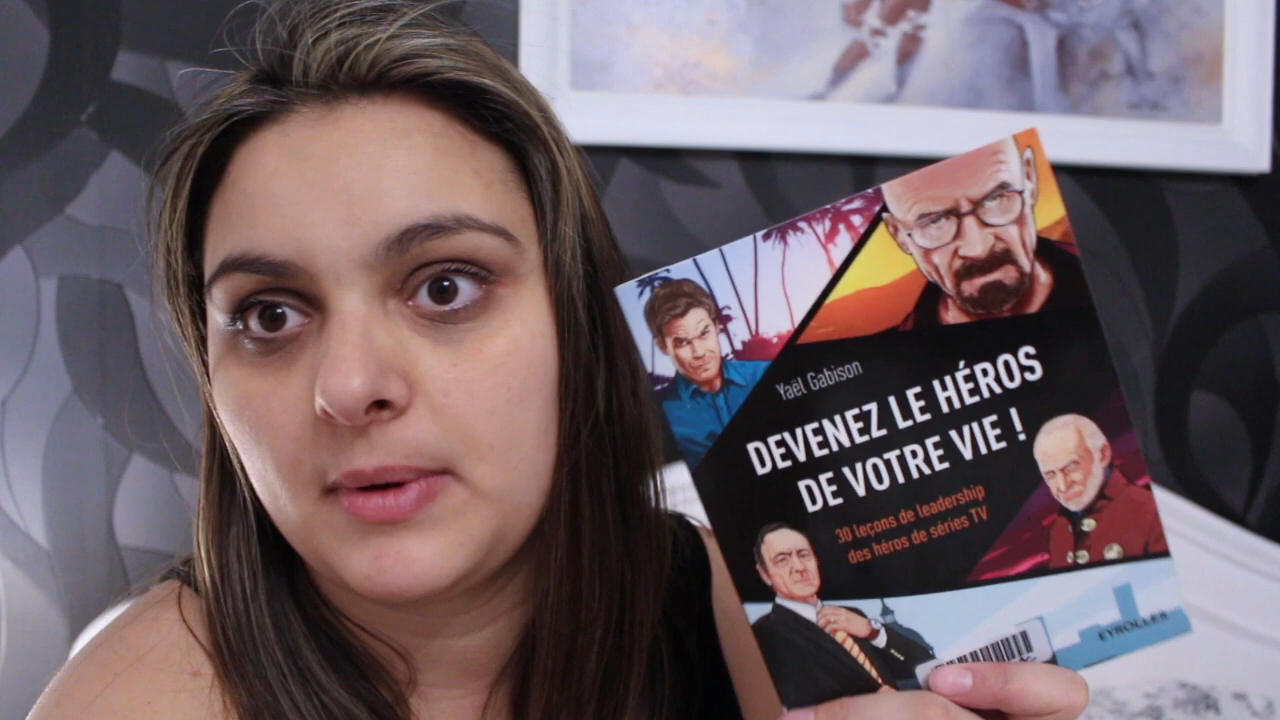 Yaël Gabison
DEVENEZ LE HÉROS
DE VOTRE VIE !
30 leçons de leadership
des héros de séries TV
EYROLLES